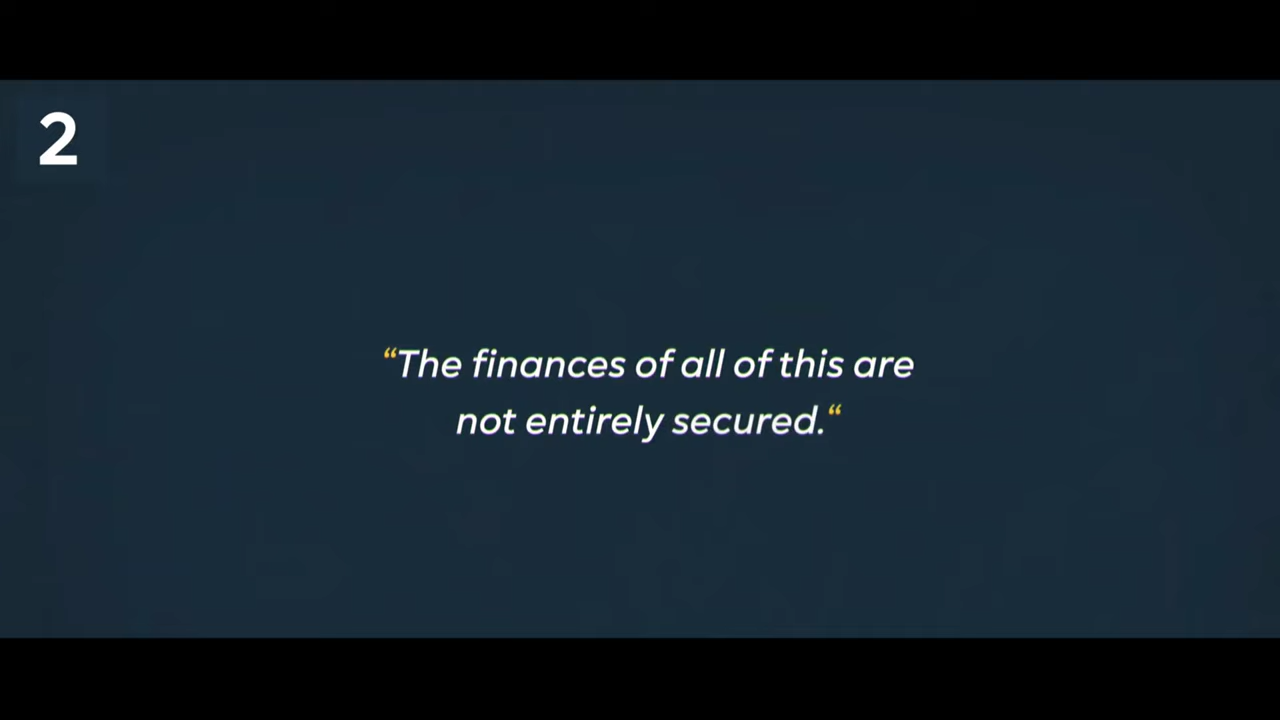 2
“The finances of all of this are
not entirely secured.“